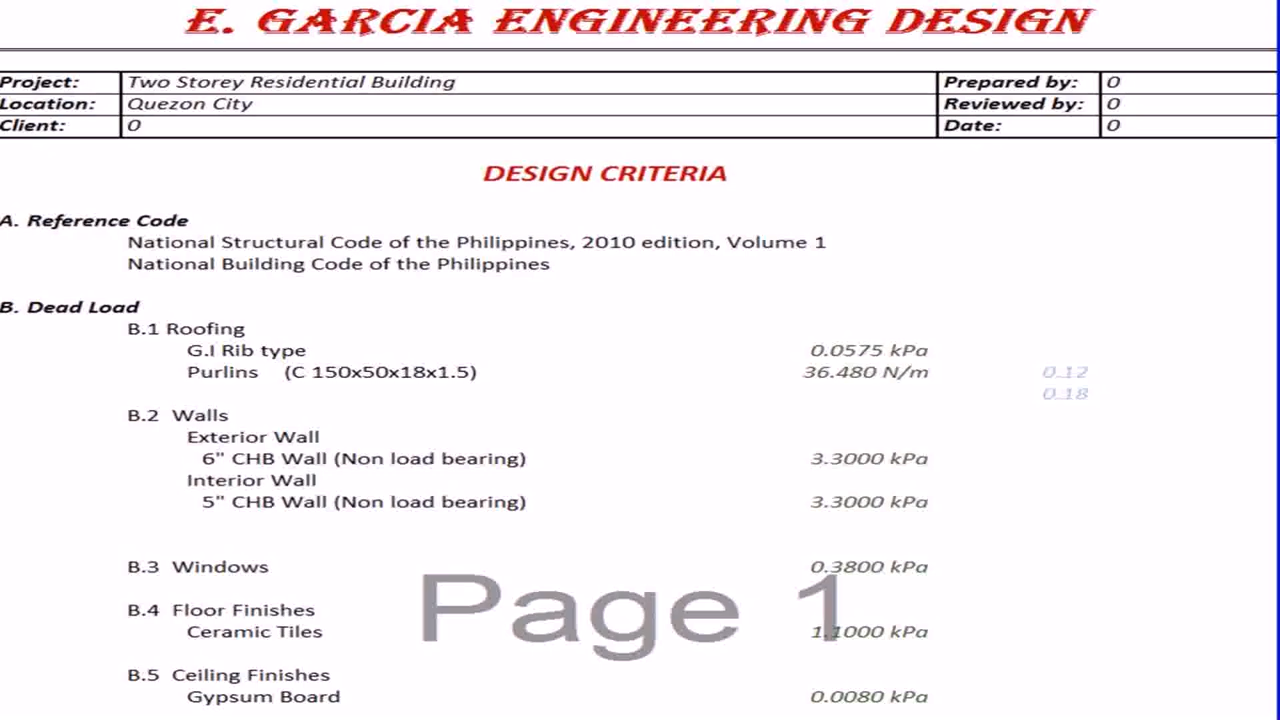 E. GARCIA ENGINEERING DESIGN
Project: Two Storey Residential Building Prepared by: 0
Location: Quezon City Reviewed by: 0
Client: 0 Date: 0
DESIGN CRITERIA
A. Reference Code
National Structural Code of the Philippines, 2010 edition, Volume 1
National Building Code of the Philippines
B. Dead Load
B.1 Roofing
G.I Rib type 0.0575 kPa
Purlins (C 150x50x18x1.5) 36.480 N/m 0.12
0.18
B.2 Walls
Exterior Wall
6" CHB Wall (Non load bearing) 3.3000 kPa
Interior Wall
5" CHB Wall (Non load bearing) 3.3000 kPa
B.3 Windows 0.3800 kPa
Page 1
B.4 Floor Finishes
Ceramic Tiles 1.1000 kPa
B.5 Ceiling Finishes
Gypsum Board 0.0080 kPa